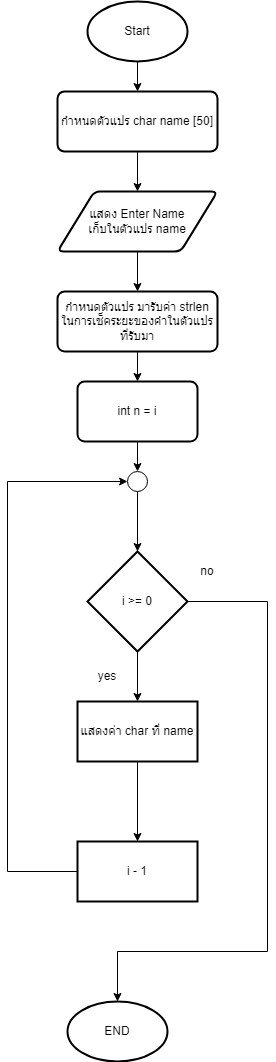 Start
กำหนดตัวแปร char name [50]
แสดง Enter Name
เก็บในตัวแปร name
กำหนดตัวแปร มารับค่า strlen
ในการเช็คระยะของคำในตัวแปร
ที่รับมา
int n = i
i >= 0
no
yes
แสดงค่า char ที่ name
i - 1
END